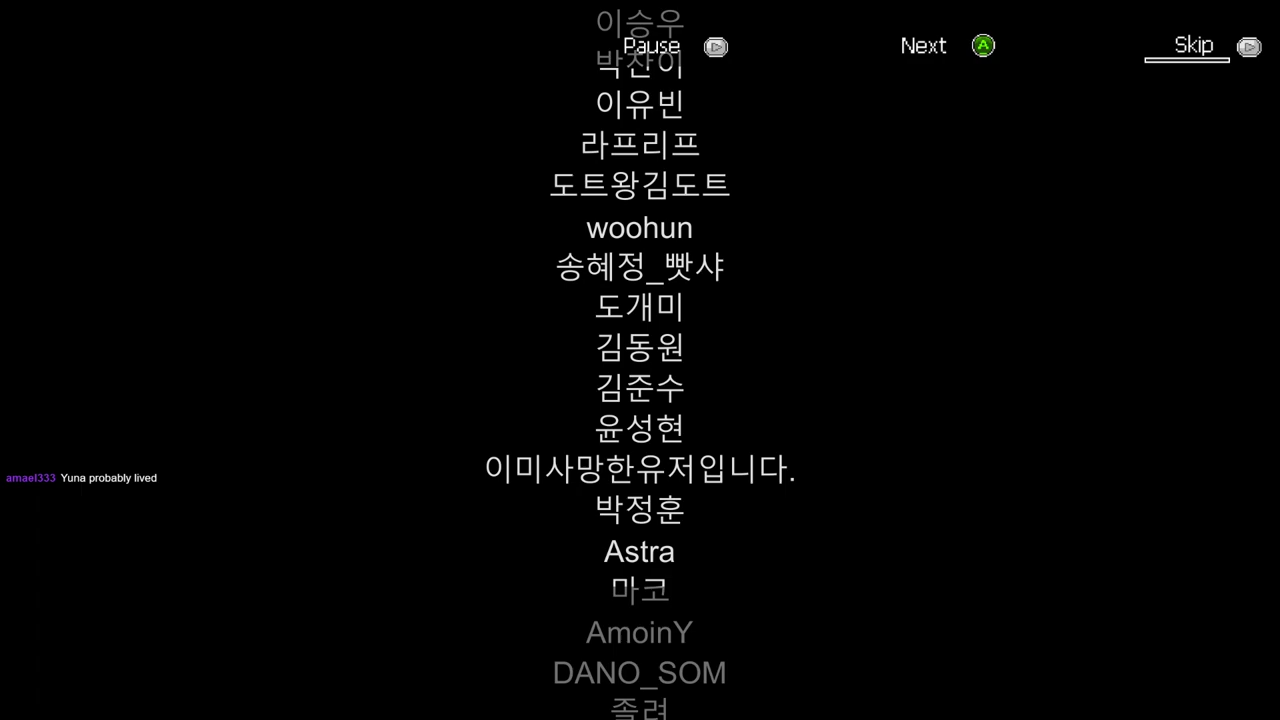 이승우
Pause
Next
A
Skip
박찬이
이유빈
라프리프
도트왕김도트
woohun
송혜정_빳샤
도개미
김동원
김준수
윤성현
이미사망한유저입니다.
amael333 Yuna probably lived
박정훈
Astra
마코
AmoinY
DANO_SOM
졸려